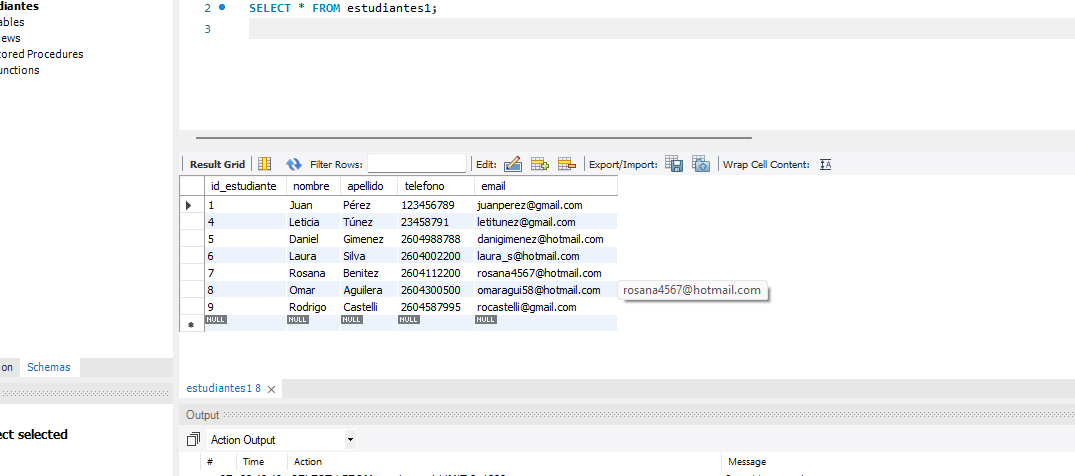 diantes
ables
ews
tored Procedures
unctions
2 SELECT * FROM estudiantes1;
3
Result Grid Filter Rows: Edit: Export/Import: Wrap Cell Content:
id_estudiante nombre apellido telefono email
1 Juan Pérez 123456789 juanperez@gmail.com
4 Leticia Túnez 23458791 letitunez@gmail.com
5 Daniel Gimenez 2604988788 danigimenez@hotmail.com
6 Laura Silva 2604002200 laura_s@hotmail.com
7 Rosana Benitez 2604112200 rosana4567@hotmail.com
8 Omar Aguilera 2604300500 omaragui58@hotmail.com rosana4567@hotmail.com
9 Rodrigo Castelli 2604587995 rocastelli@gmail.com
NULL NULL NULL NULL NULL
on Schemas
estudiantes1 8
Output
ect selected
Action Output
# Time Action Message